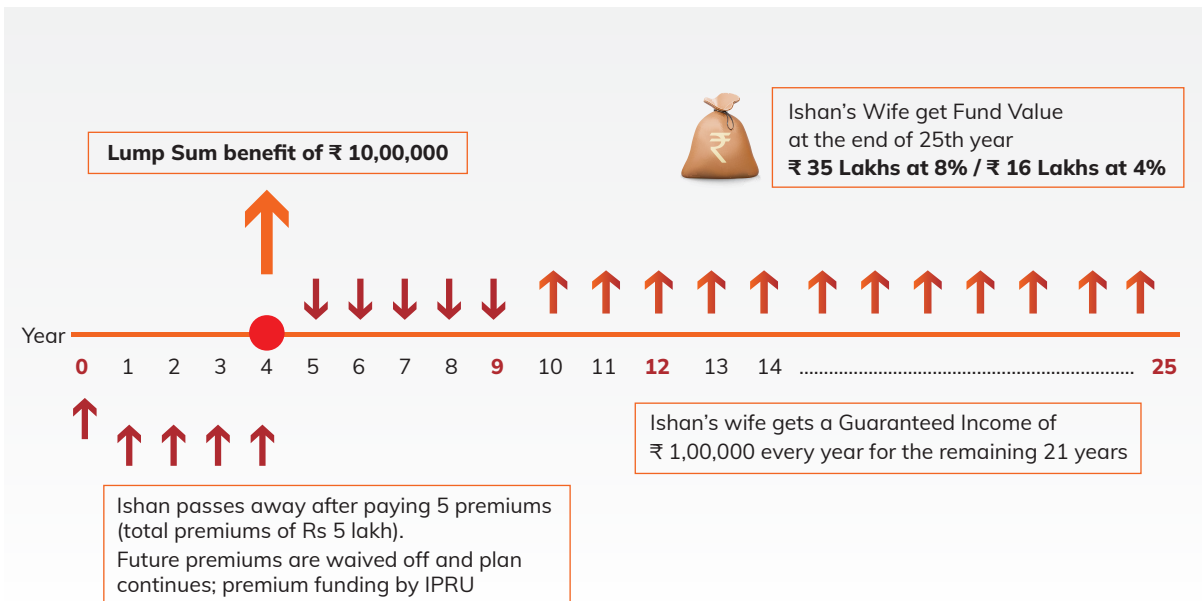 Ishan's Wife get Fund Value
at the end of 25th year
₹ 35 Lakhs at 8% / ₹ 16 Lakhs at 4%
₹
Lump Sum benefit of ₹ 10,00,000
Year
0 1 2 3 4 5 6 7 8 9 10 11 12 13 14 ........................................................................ 25
Ishan's wife gets a Guaranteed Income of
₹ 1,00,000 every year for the remaining 21 years
Ishan passes away after paying 5 premiums
(total premiums of Rs 5 lakh).
Future premiums are waived off and plan
continues; premium funding by IPRU